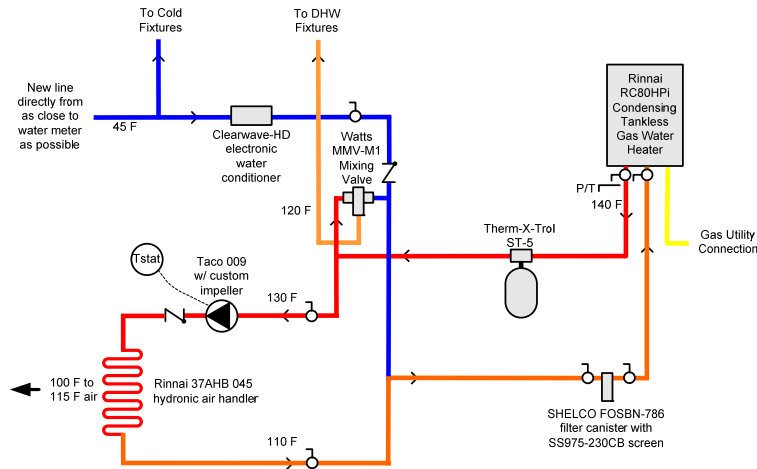 To Cold
Fixtures
To DHW
Fixtures
New line
directly from
as close to
water meter
as possible
45 F
Clearwave-HD
electronic
water
conditioner
Watts
MMV-M1
Mixing
Valve
Rinnai
RC80HPi
Condensing
Tankless
Gas Water
Heater
P/T
140 F
120 F
Therm-X-Trol
ST-5
Gas Utility
Connection
Tstat
Taco 009
w/ custom
impeller
130 F
100 F to
115 F air
Rinnai 37AHB 045
hydronic air handler
110 F
SHELCO FOSBN-786
filter canister with
SS975-230CB screen